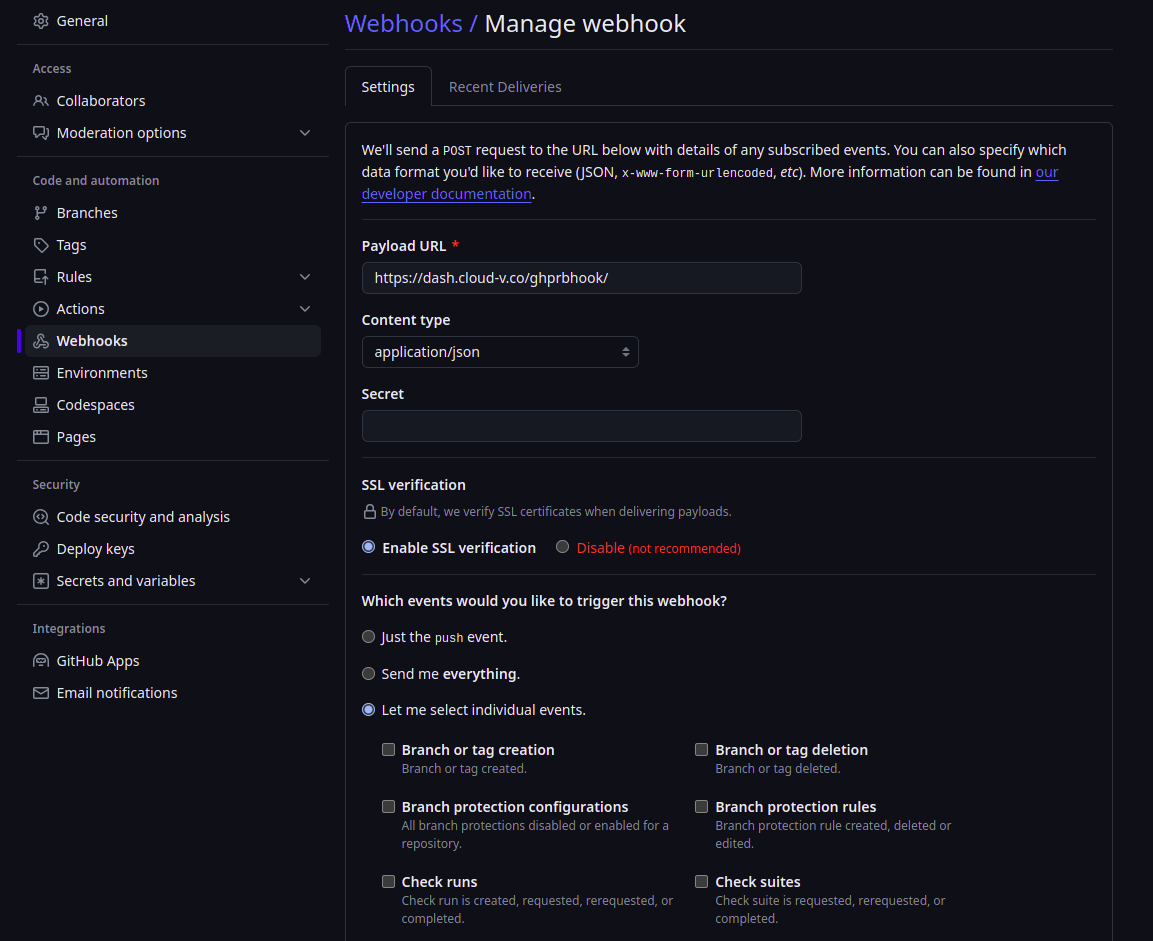 General
Access
Collaborators
Moderation options
Code and automation
Branches
Tags
Rules
Actions
Webhooks
Environments
Codespaces
Pages
Security
Code security and analysis
Deploy keys
Secrets and variables
Integrations
GitHub Apps
Email notifications
Webhooks / Manage webhook
Settings
Recent Deliveries
We'll send a POST request to the URL below with details of any subscribed events. You can also specify which
data format you'd like to receive (JSON, x-www-form-urlencoded, etc). More information can be found in our
developer documentation.
Payload URL *
https://dash.cloud-v.co/ghprbhook/
Content type
application/json
Secret
SSL verification
By default, we verify SSL certificates when delivering payloads.
Enable SSL verification
Disable (not recommended)
Which events would you like to trigger this webhook?
Just the push event.
Send me everything.
Let me select individual events.
Branch or tag creation
Branch or tag created.
Branch or tag deletion
Branch or tag deleted.
Branch protection configurations
All branch protections disabled or enabled for a
repository.
Branch protection rules
Branch protection rule created, deleted or
edited.
Check runs
Check run is created, requested, rerequested, or
completed.
Check suites
Check suite is requested, rerequested, or
completed.